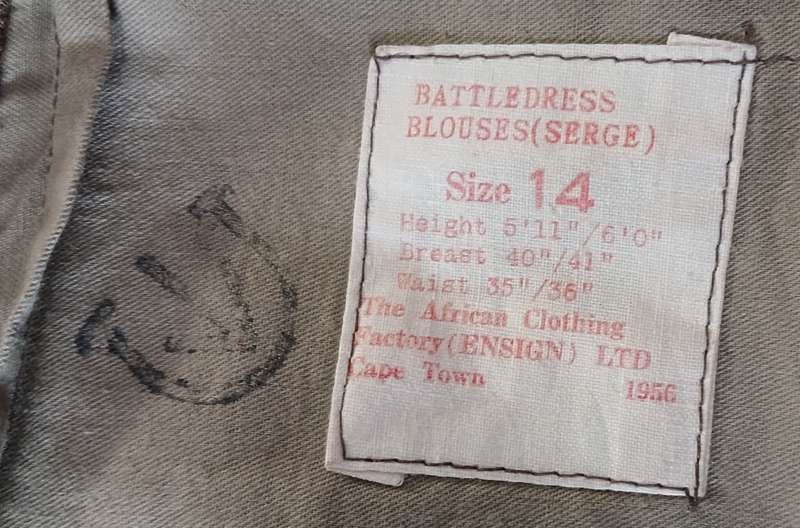 BATTLEDRESS
BLOUSES(SERGE)
Size 14
Height 5'11"/6'0"
Breast 40"/41"
Waist 35"/36"
The African Clothing
Factory(ENSIGN) LTD
Cape Town 1956